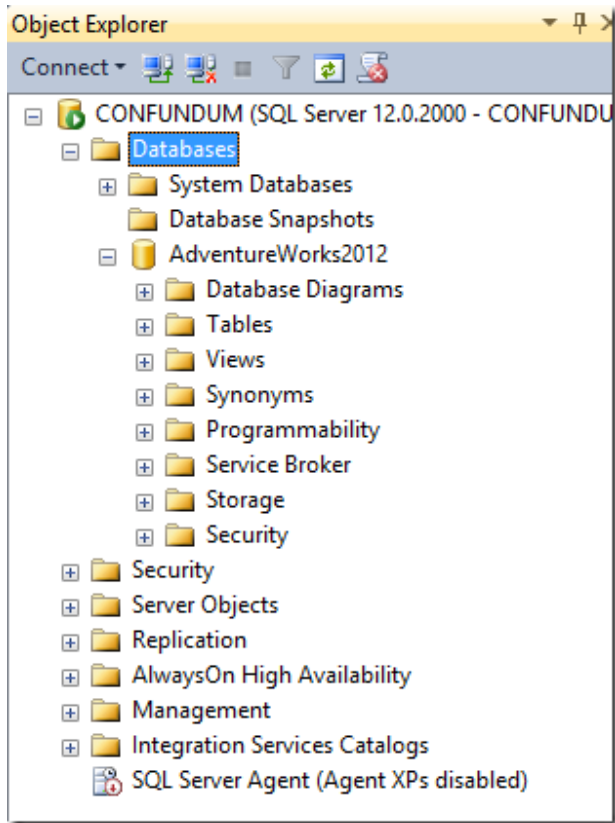 Object Explorer
Connect
CONFUNDUM (SQL Server 12.0.2000 - CONFUNDU
Databases
System Databases
Database Snapshots
AdventureWorks2012
Database Diagrams
Tables
Views
Synonyms
Programmability
Service Broker
Storage
Security
Security
Server Objects
Replication
AlwaysOn High Availability
Management
Integration Services Catalogs
SQL Server Agent (Agent XPs disabled)